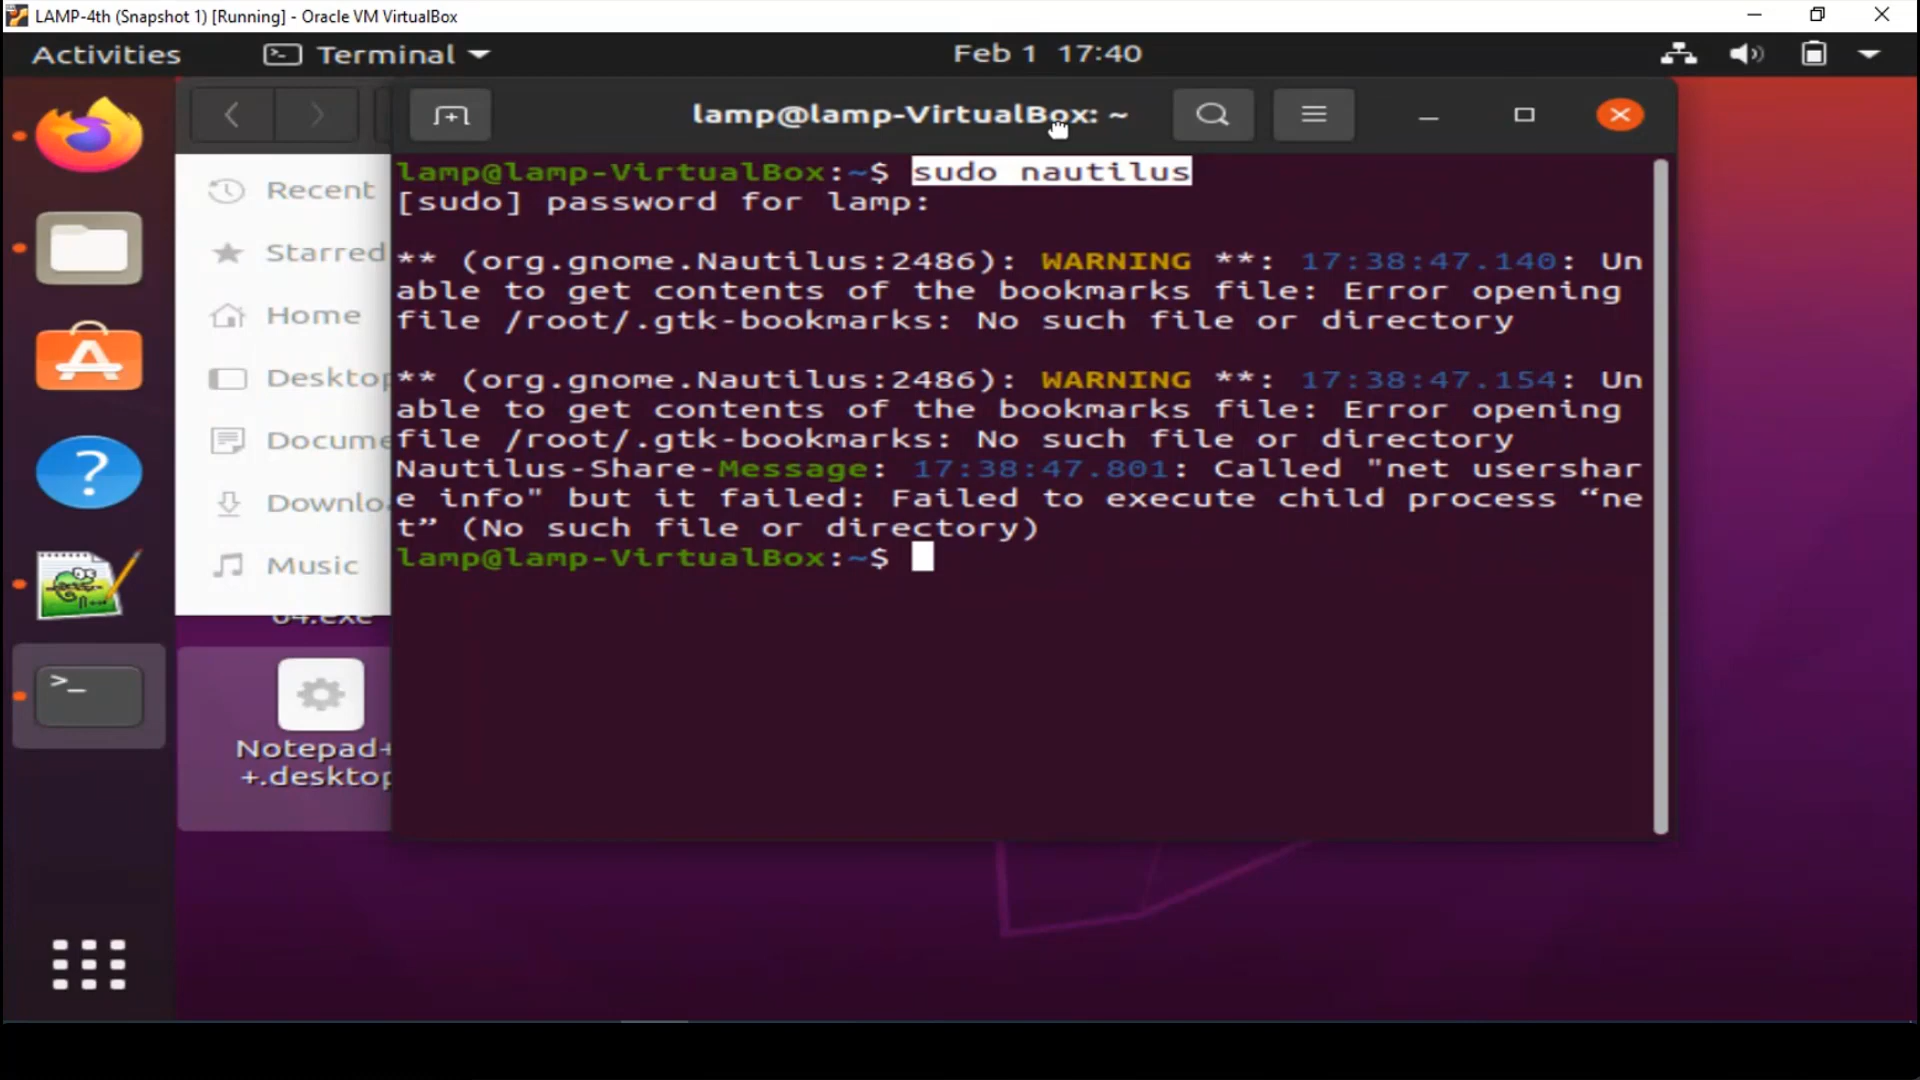 LAMP-4th (Snapshot 1) [Running] - Oracle VM VirtualBox
Activities
Terminal
Feb 1 17:40
lamp@lamp-VirtualBox: ~
Recent
Starred
Home
Desktop
Docume
Downlo
Music
lamp@lamp-VirtualBox:~$ sudo nautilus
[sudo] password for lamp:
** (org.gnome.Nautilus:2486): WARNING **: 17:38:47.140: Un
able to get contents of the bookmarks file: Error opening
file /root/.gtk-bookmarks: No such file or directory
** (org.gnome.Nautilus:2486): WARNING **: 17:38:47.154: Un
able to get contents of the bookmarks file: Error opening
file /root/.gtk-bookmarks: No such file or directory
Nautilus-Share-Message: 17:38:47.801: Called "net usershar
e info" but it failed: Failed to execute child process “ne
t” (No such file or directory)
lamp@lamp-VirtualBox:~$
64.exe
Notepad+
+.desktop